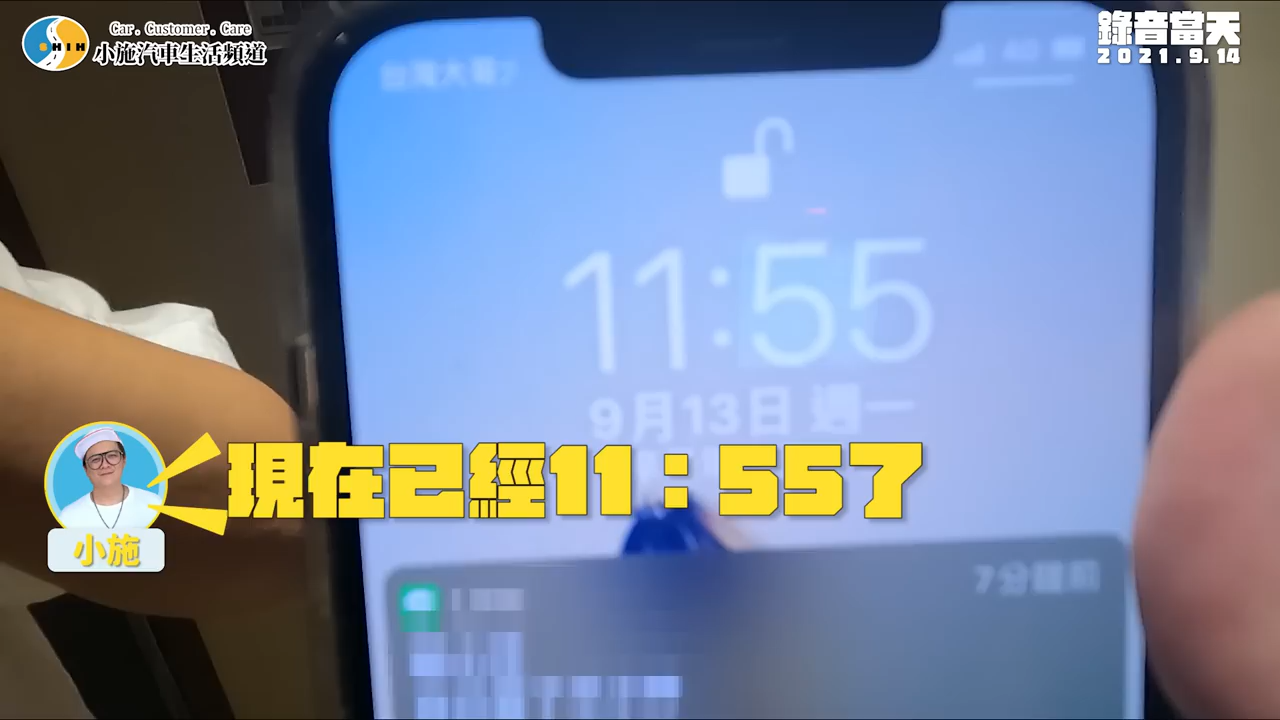 Car. Customer. Care
SHIH
小施汽車生活頻道
錄音當天
2021.9.14
台灣大哥大
4G
11:55
9月13日 週一
現在已經11：55了
小施
7分鐘前